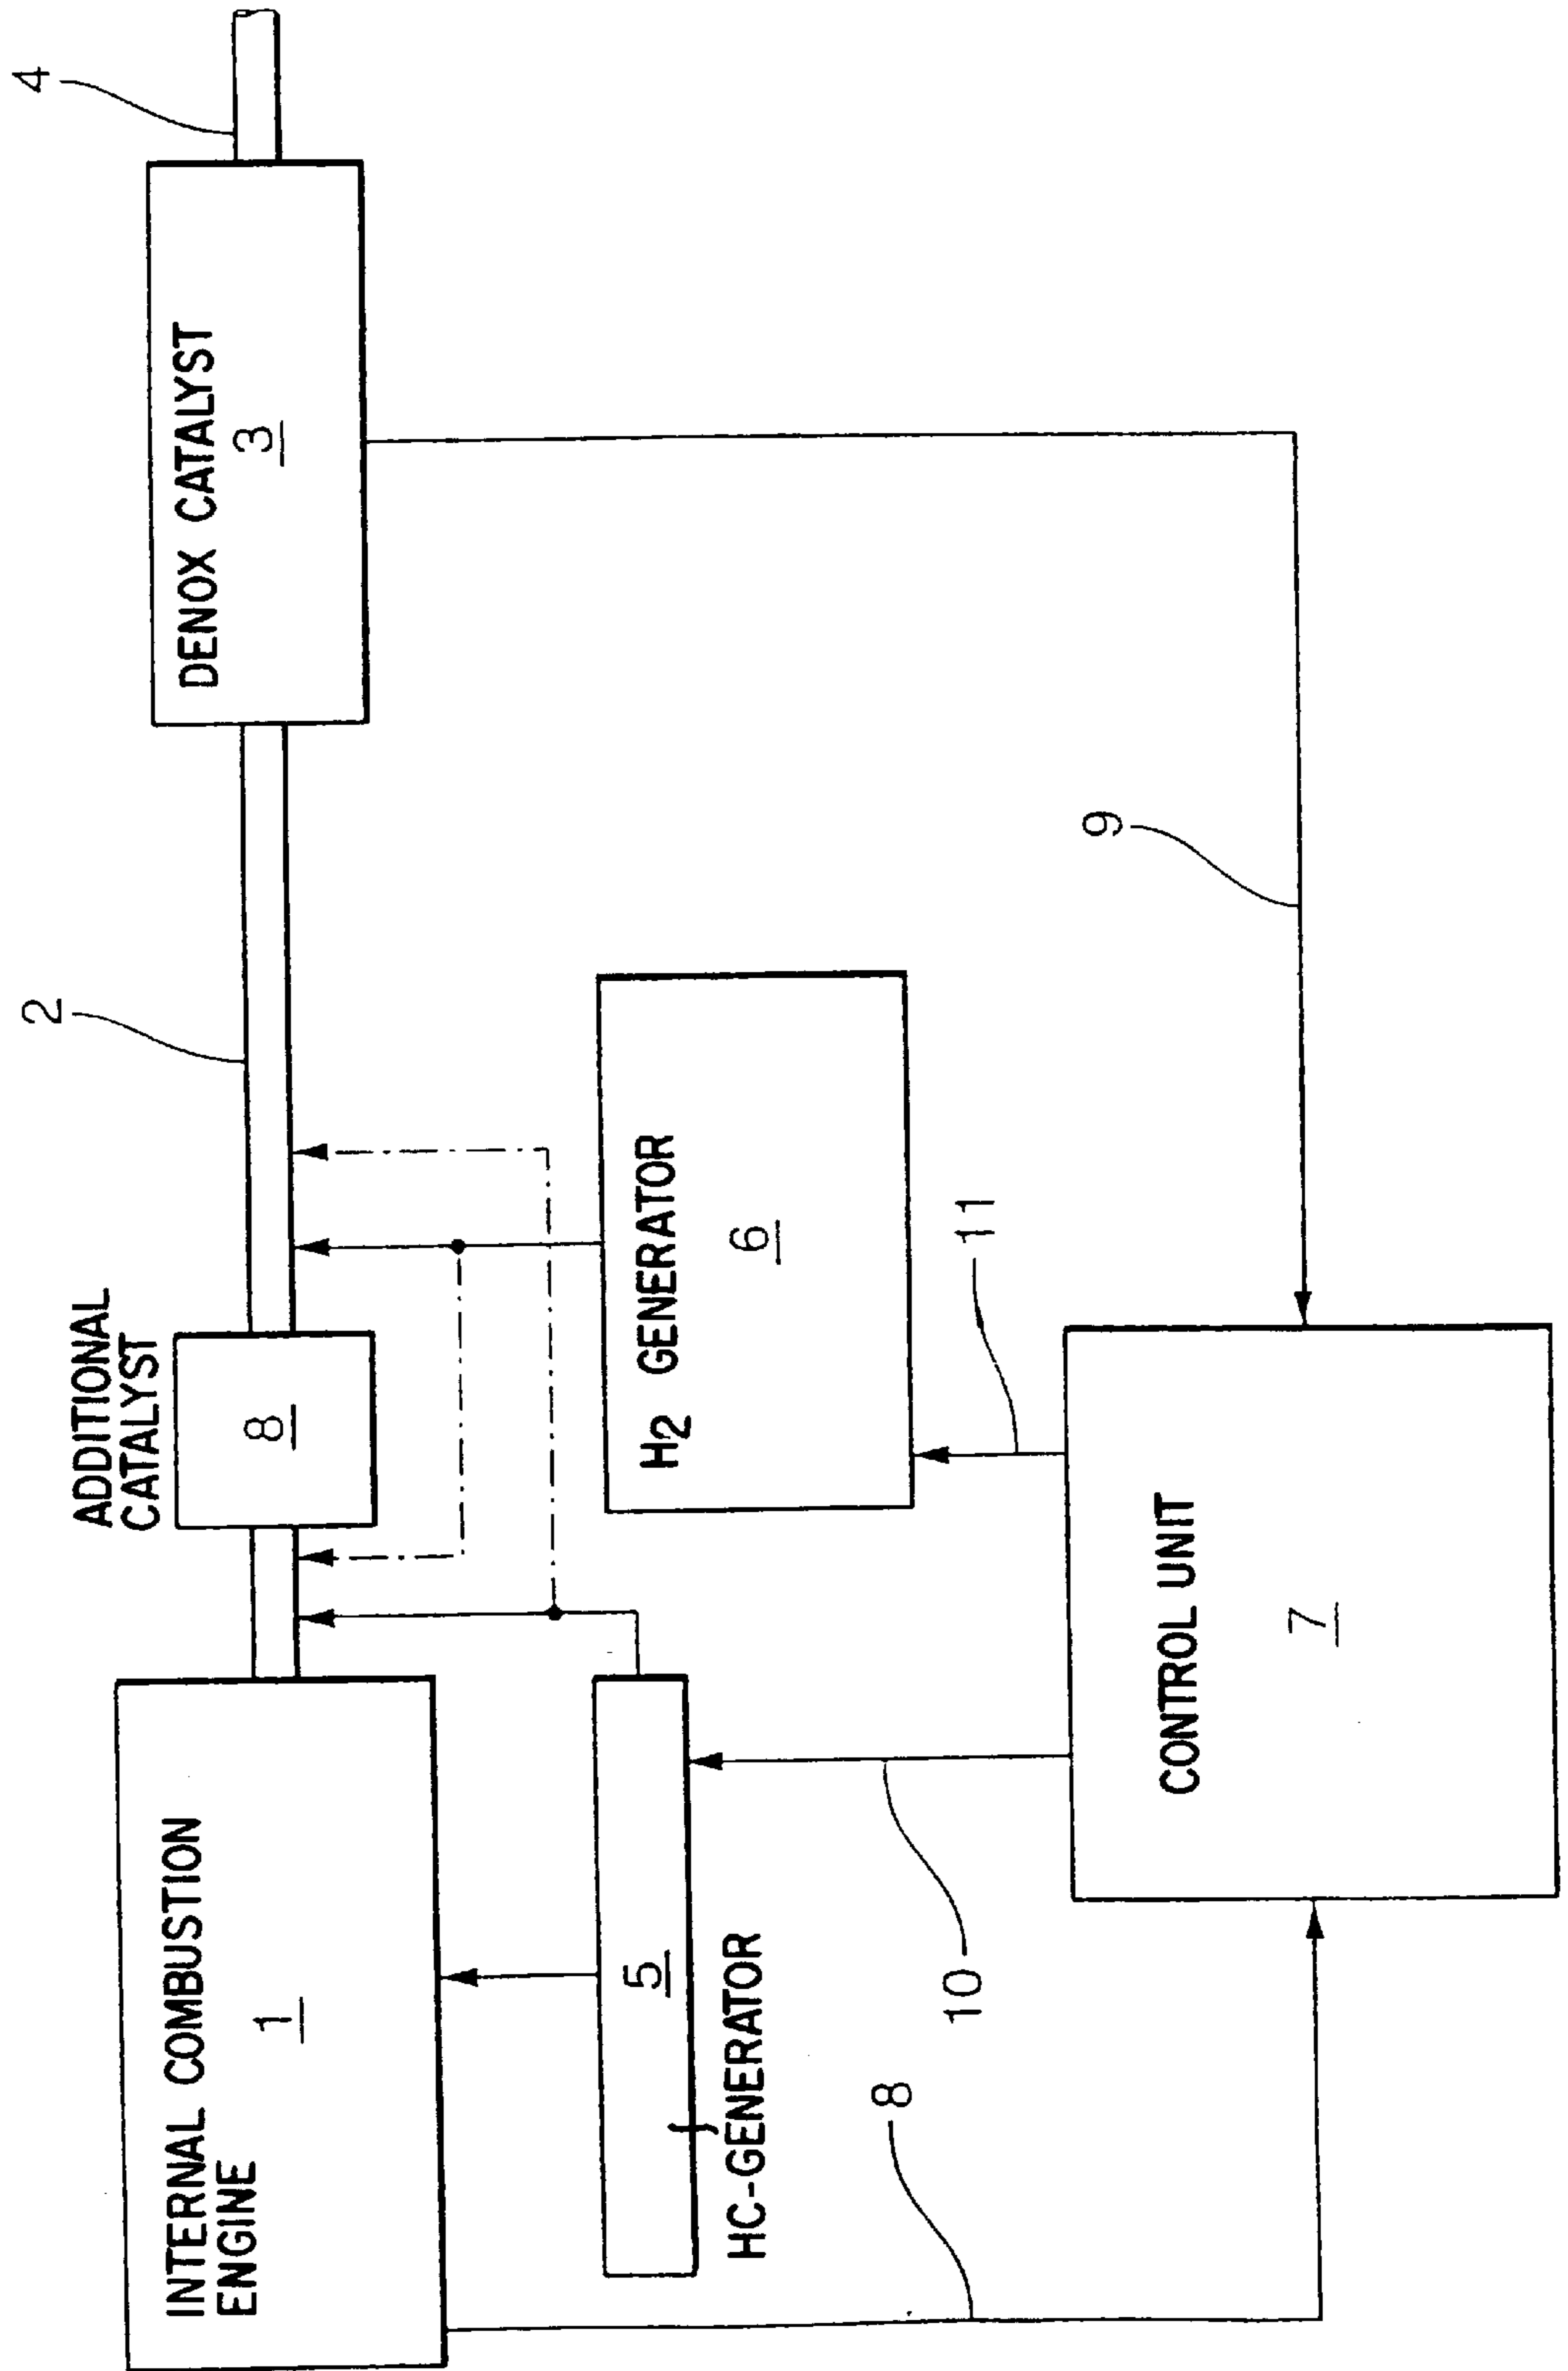 INTERNAL COMBUSTION
ENGINE
1
ADDITIONAL
CATALYST
8
2
DENOX CATALYST
3
4
5
HC-GENERATOR
H2 GENERATOR
6
8
10
11
9
CONTROL UNIT
7